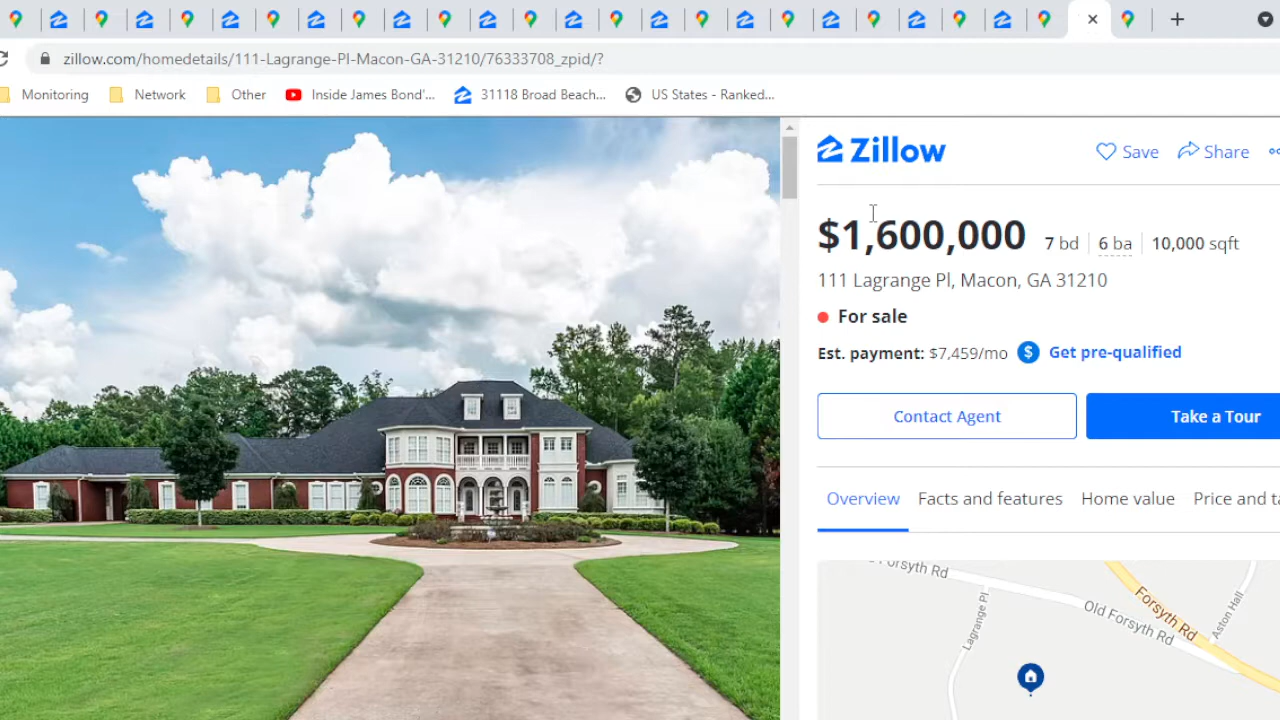 zillow.com/homedetails/111-Lagrange-Pl-Macon-GA-31210/76333708_zpid/?
Monitoring Network Other Inside James Bond'... 31118 Broad Beach... US States - Ranked...
Zillow Save Share
$1,600,000 7 bd 6 ba 10,000 sqft
111 Lagrange Pl, Macon, GA 31210
For sale
Est. payment: $7,459/mo $ Get pre-qualified
Contact Agent Take a Tour
Overview Facts and features Home value Price and ta
Forsyth Rd
Lagrange Pl
Old Forsyth Rd
Forsyth Rd
Aston Hall